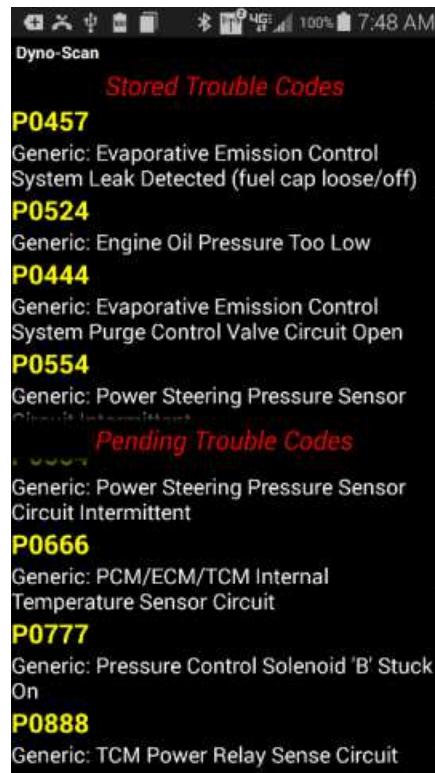 4G 100% 7:48 AM
Dyno-Scan
Stored Trouble Codes
P0457
Generic: Evaporative Emission Control
System Leak Detected (fuel cap loose/off)
P0524
Generic: Engine Oil Pressure Too Low
P0444
Generic: Evaporative Emission Control
System Purge Control Valve Circuit Open
P0554
Generic: Power Steering Pressure Sensor
Circuit Intermittent
Pending Trouble Codes
Generic: Power Steering Pressure Sensor
Circuit Intermittent
P0666
Generic: PCM/ECM/TCM Internal
Temperature Sensor Circuit
P0777
Generic: Pressure Control Solenoid 'B' Stuck
On
P0888
Generic: TCM Power Relay Sense Circuit